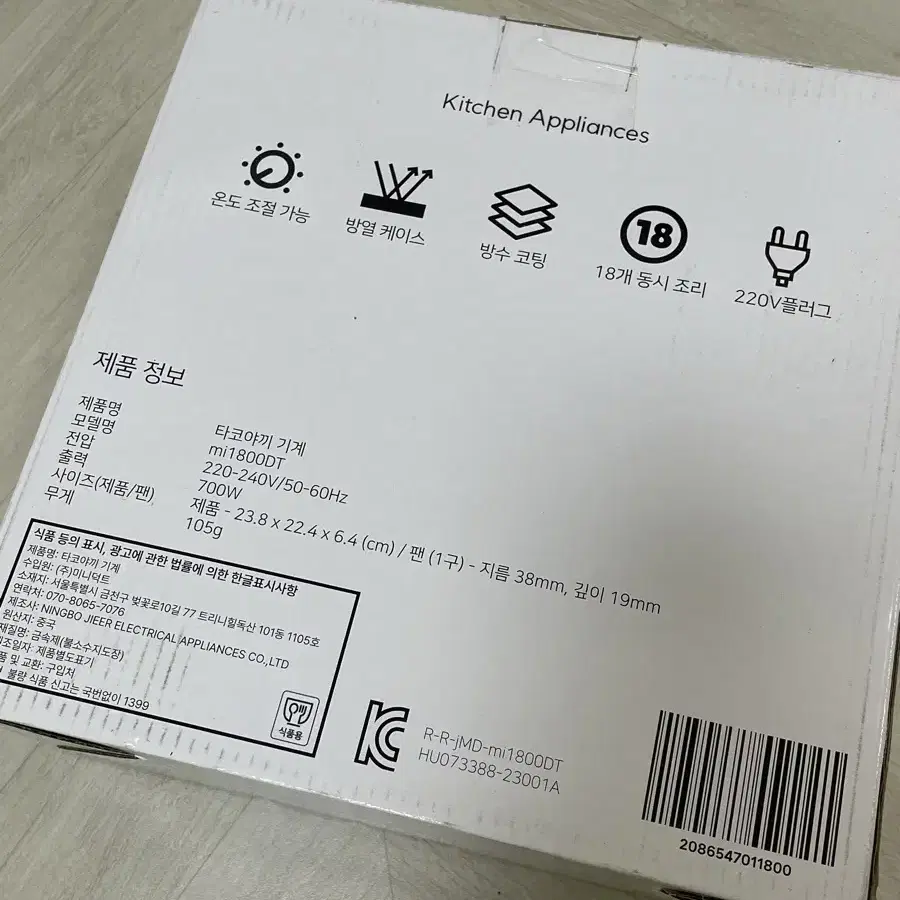 Kitchen Appliances
온도 조절 가능
방열 케이스
방수 코팅
18
18개 동시 조리
220V플러그
제품 정보
제품명 타코야끼 기계
모델명 mi1800DT
전압 220-240V/50-60Hz
출력 700W
사이즈(제품/팬) 제품 - 23.8 x 22.4 x 6.4 (cm) / 팬 (1구) - 지름 38mm, 깊이 19mm
무게 105g
식품 등의 표시, 광고에 관한 법률에 의한 한글표시사항
제품명: 타코야끼 기계
수입원: (주)미니덕트
소재지: 서울특별시 금천구 벚꽃로10길 77 트리니힐독산 101동 1105호
연락처: 070-8065-7076
제조사: NINGBO JIEER ELECTRICAL APPLIANCES CO.,LTD
원산지: 중국
재질명: 금속제(불소수지도장)
제조일자: 제품별도표기
품 및 교환: 구입처
불량 식품 신고는 국번없이 1399
식품용
R-R-jMD-mi1800DT
HU073388-23001A
2086547011800